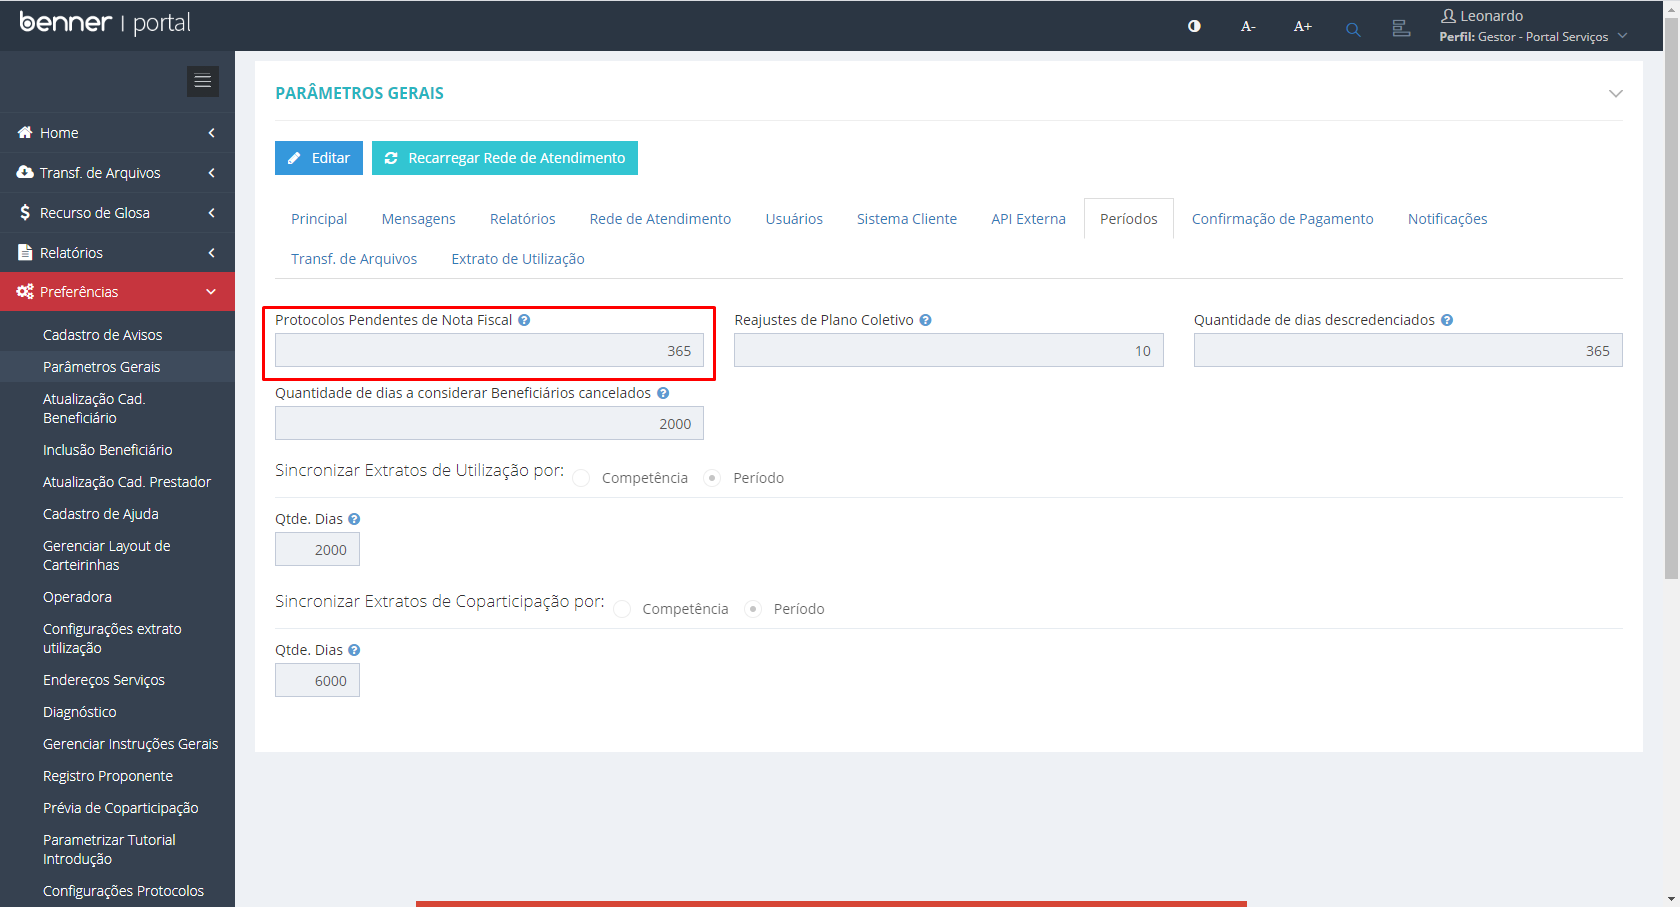 benner | portal
A-
A+
Leonardo
Perfil: Gestor - Portal Serviços
Home
Transf. de Arquivos
Recurso de Glosa
Relatórios
Preferências
Cadastro de Avisos
Parâmetros Gerais
Atualização Cad.
Beneficiário
Inclusão Beneficiário
Atualização Cad. Prestador
Cadastro de Ajuda
Gerenciar Layout de
Carteirinhas
Operadora
Configurações extrato
utilização
Endereços Serviços
Diagnóstico
Gerenciar Instruções Gerais
Registro Proponente
Prévia de Coparticipação
Parametrizar Tutorial
Introdução
Configurações Protocolos
PARÂMETROS GERAIS
Editar
Recarregar Rede de Atendimento
Principal Mensagens Relatórios Rede de Atendimento Usuários Sistema Cliente API Externa Períodos Confirmação de Pagamento Notificações
Transf. de Arquivos Extrato de Utilização
Protocolos Pendentes de Nota Fiscal ? Reajustes de Plano Coletivo ? Quantidade de dias descredenciados ?
365 10 365
Quantidade de dias a considerar Beneficiários cancelados ?
2000
Sincronizar Extratos de Utilização por: Competência Período
Qtde. Dias ?
2000
Sincronizar Extratos de Coparticipação por: Competência Período
Qtde. Dias ?
6000